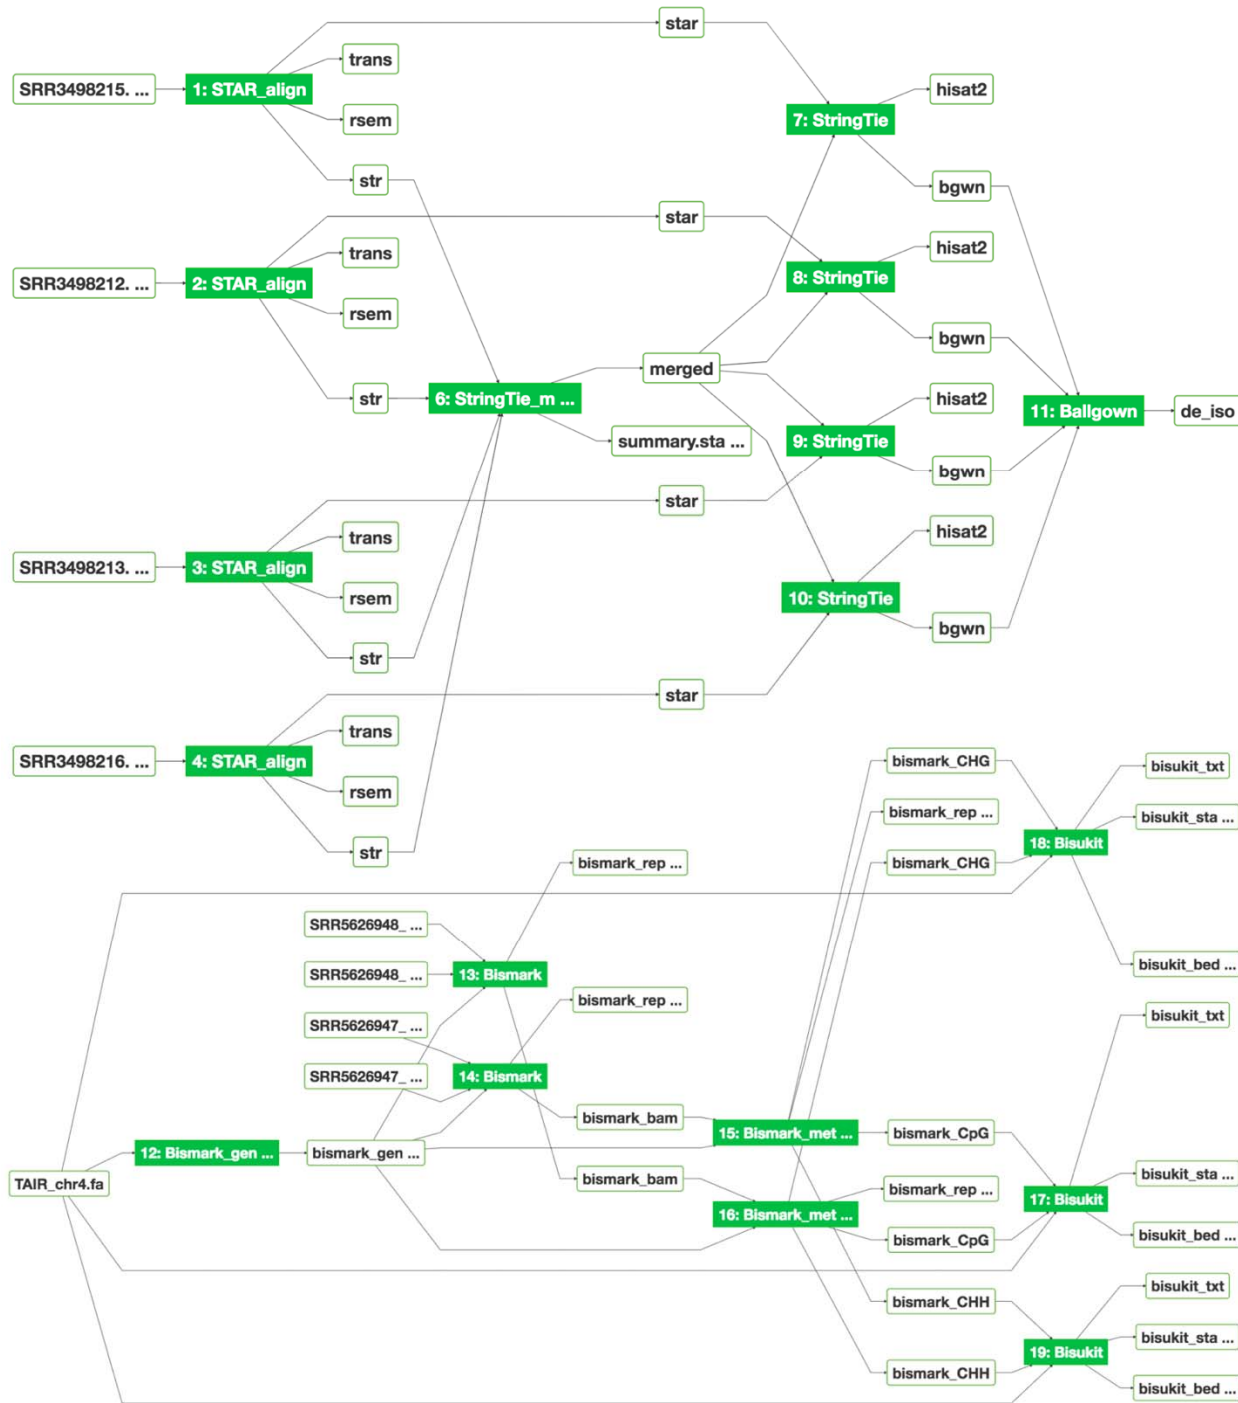 star
trans
SRR3498215. ...
1: STAR_align
hisat2
rsem
7: StringTie
str
bgwn
star
trans
hisat2
SRR3498212. ...
2: STAR_align
8: StringTie
rsem
bgwn
merged
str
6: StringTie_m ...
hisat2
11: Ballgown
de_iso
summary.sta ...
9: StringTie
bgwn
star
trans
hisat2
SRR3498213. ...
3: STAR_align
rsem
10: StringTie
bgwn
str
star
trans
SRR3498216. ...
4: STAR_align
rsem
str
bismark_CHG
bisukit_txt
bismark_rep ...
bisukit_sta ...
18: Bisukit
bismark_rep ...
bismark_CHG
SRR5626948_ ...
13: Bismark
SRR5626948_ ...
bisukit_bed ...
bismark_rep ...
bisukit_txt
SRR5626947_ ...
14: Bismark
SRR5626947_ ...
bismark_bam
15: Bismark_met ...
bismark_CpG
12: Bismark_gen ...
bismark_gen ...
TAIR_chr4.fa
bismark_bam
bismark_rep ...
bisukit_sta ...
17: Bisukit
16: Bismark_met ...
bismark_CpG
bisukit_bed ...
bisukit_txt
bismark_CHH
bisukit_sta ...
19: Bisukit
bismark_CHH
bisukit_bed ...